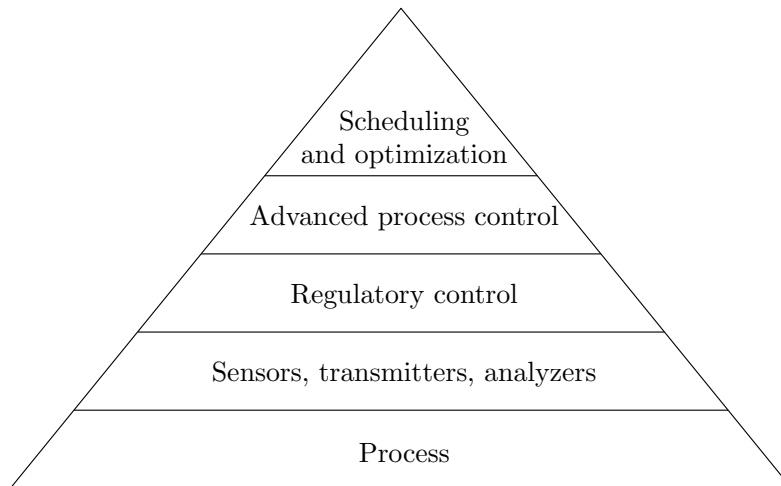 Scheduling
and optimization
Advanced process control
Regulatory control
Sensors, transmitters, analyzers
Process